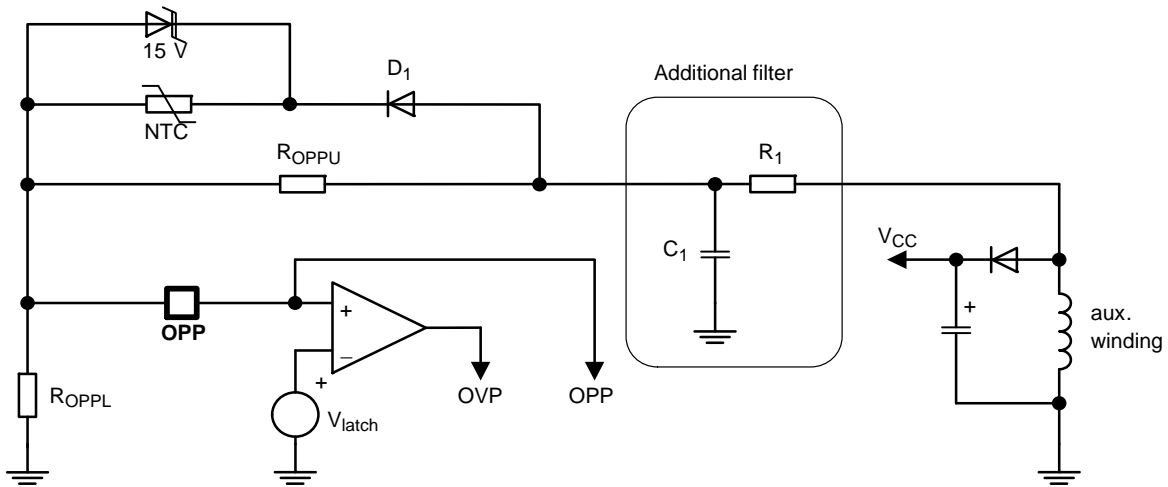 15 V
D1
Additional filter
NTC
ROPPU
R1
C1
VCC
+
OPP
+
−
+
aux.
winding
ROPPL
Vlatch
OVP
OPP